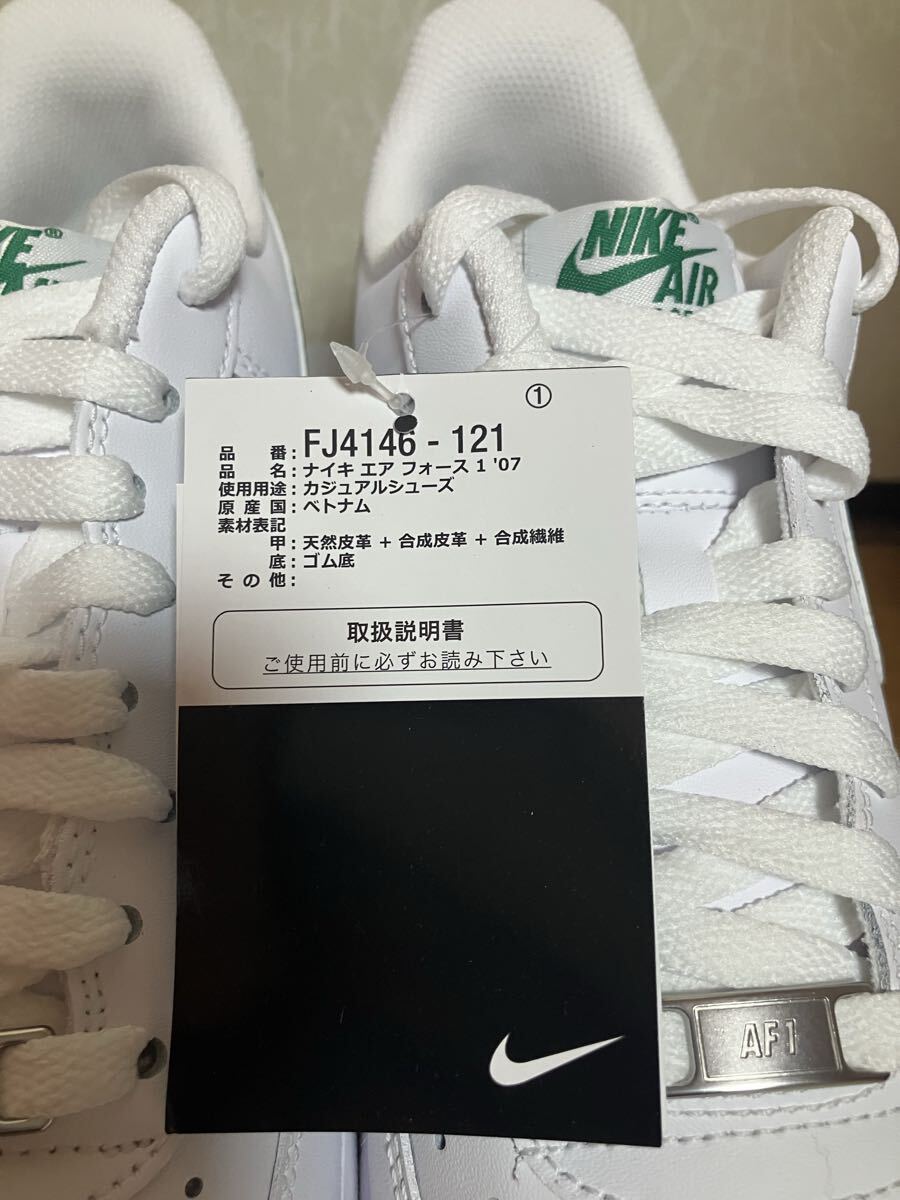 NIKE®
AIR
①
品番: FJ4146 - 121
品名: ナイキ エア フォース 1 '07
使用用途: カジュアルシューズ
原産国: ベトナム
素材表記
甲: 天然皮革 + 合成皮革 + 合成繊維
底: ゴム底
その他:
取扱説明書
ご使用前に必ずお読み下さい
AF1